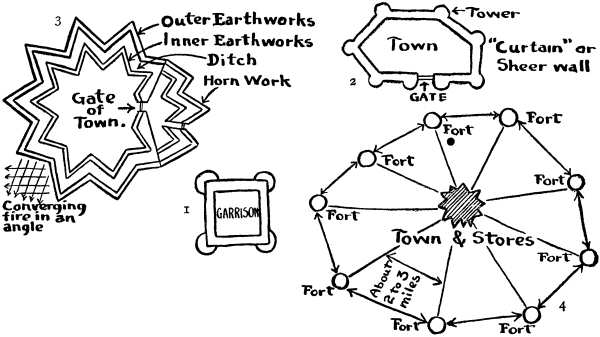 3
Outer Earthworks
Inner Earthworks
Ditch
Horn Work
Gate
of
Town.
Converging
fire in an
angle
1
GARRISON
Tower
Town
"Curtain" or
Sheer wall
2
GATE
Fort
Fort
Fort
Fort
Fort
Fort
Town & Stores
Fort
About
2 to 3
miles
Fort
Fort
Fort
4